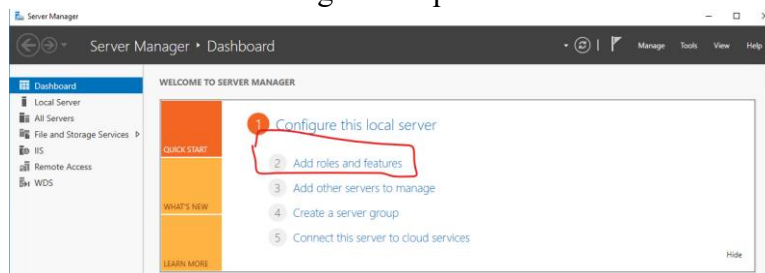 Server Manager
Server Manager • Dashboard
Manage Tools View Help
Dashboard
Local Server
All Servers
File and Storage Services
IIS
Remote Access
WDS
WELCOME TO SERVER MANAGER
QUICK START
WHAT'S NEW
LEARN MORE
1 Configure this local server
2 Add roles and features
3 Add other servers to manage
4 Create a server group
5 Connect this server to cloud services
Hide